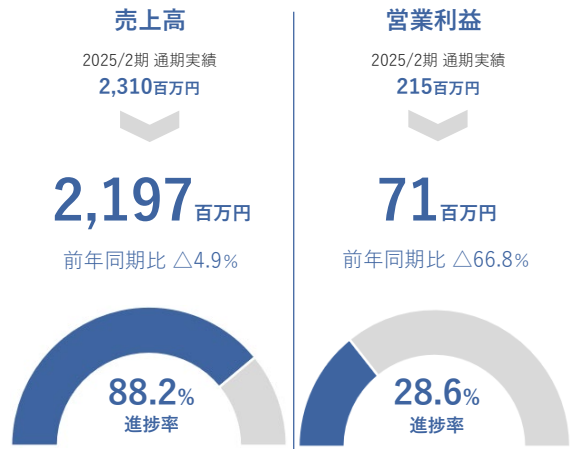 売上高
2025/2期 通期実績
2,310百万円
2,197百万円
前年同期比 △4.9%
88.2%
進捗率
営業利益
2025/2期 通期実績
215百万円
71百万円
前年同期比 △66.8%
28.6%
進捗率